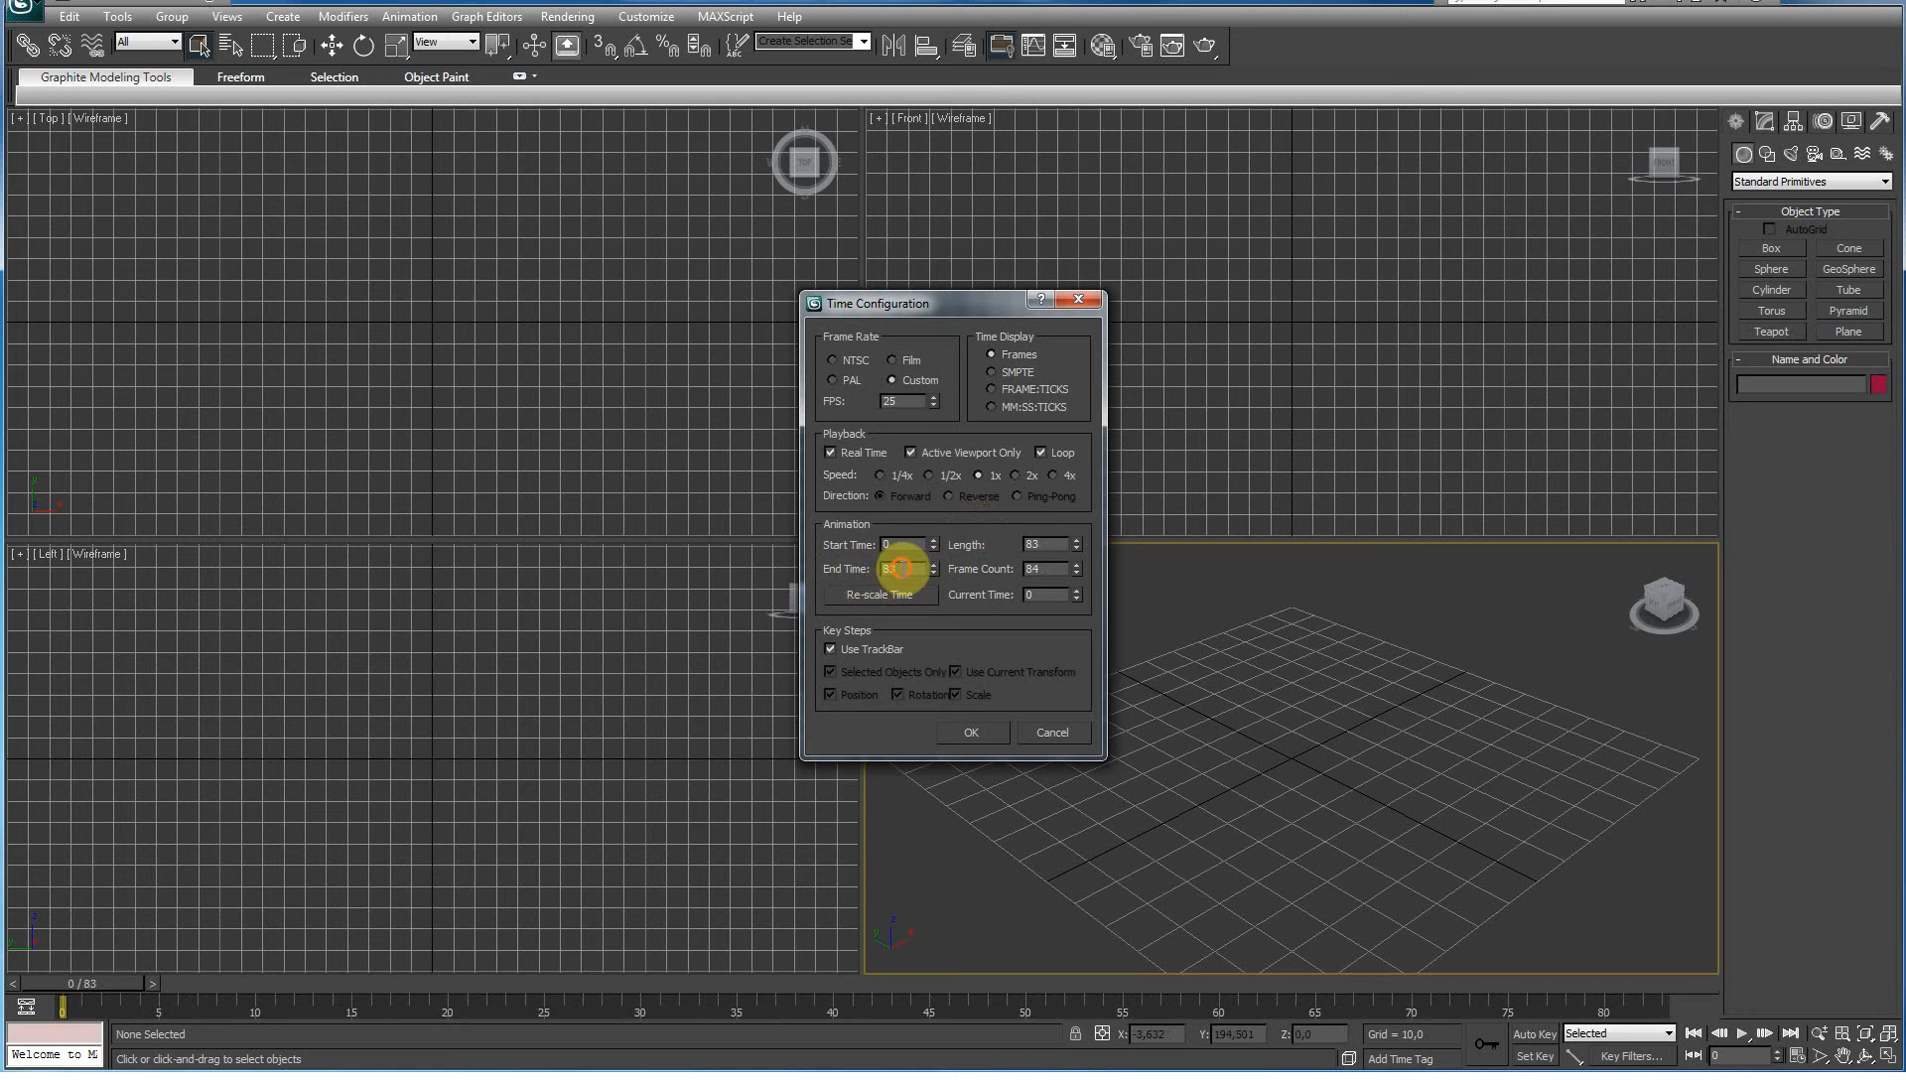 Edit Tools Group Views Create Modifiers Animation Graph Editors Rendering Customize MAXScript Help
All View Create Selection Se
Graphite Modeling Tools Freeform Selection Object Paint
[ + ] [ Top ] [ Wireframe ]
TOP
[ + ] [ Front ] [ Wireframe ]
FRONT
Standard Primitives
- Object Type
AutoGrid
Box Cone
Sphere GeoSphere
Cylinder Tube
Torus Pyramid
Teapot Plane
- Name and Color
Time Configuration
Frame Rate
NTSC Film
PAL Custom
FPS: 25
Time Display
Frames
SMPTE
FRAME:TICKS
MM:SS:TICKS
Playback
Real Time Active Viewport Only Loop
Speed: 1/4x 1/2x 1x 2x 4x
Direction: Forward Reverse Ping-Pong
Animation
Start Time: 0 Length: 83
End Time: 83 Frame Count: 84
Re-scale Time Current Time: 0
Key Steps
Use TrackBar
Selected Objects Only Use Current Transform
Position Rotation Scale
OK Cancel
[ + ] [ Left ] [ Wireframe ]
y x
z y
z y x
< 0 / 83 >
0 5 10 15 20 25 30 35 40 45 50 55 60 65 70 75 80
None Selected X: -3,632 Y: 194,501 Z: 0,0 Grid = 10,0 Auto Key Selected
Welcome to M Click or click-and-drag to select objects Add Time Tag Set Key Key Filters... 0